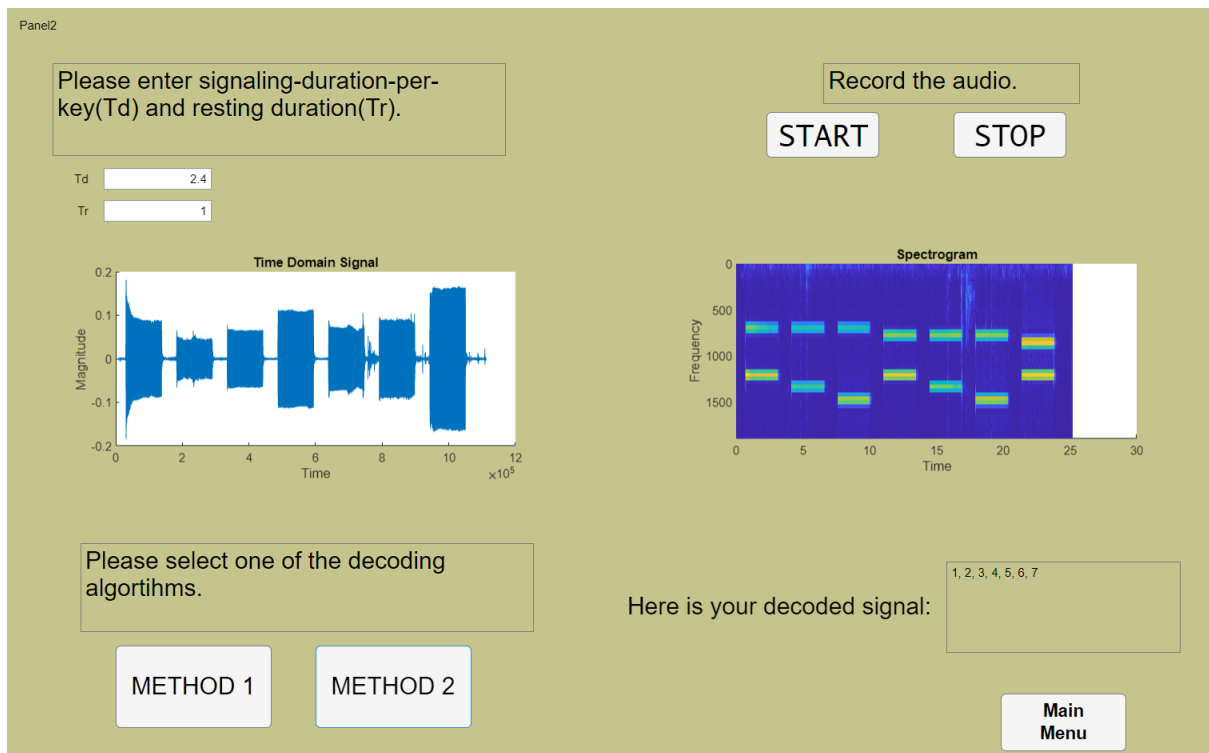 Panel2
Please enter signaling-duration-per-
key(Td) and resting duration(Tr).
Td 2.4
Tr 1
Record the audio.
START STOP
Time Domain Signal
0.2
0.1
0
-0.1
-0.2
Magnitude
0 2 4 6 8 10 12
Time
×10^5
Spectrogram
0
500
1000
1500
Frequency
0 5 10 15 20 25 30
Time
Please select one of the decoding
algortihms.
METHOD 1 METHOD 2
Here is your decoded signal:
1, 2, 3, 4, 5, 6, 7
Main
Menu